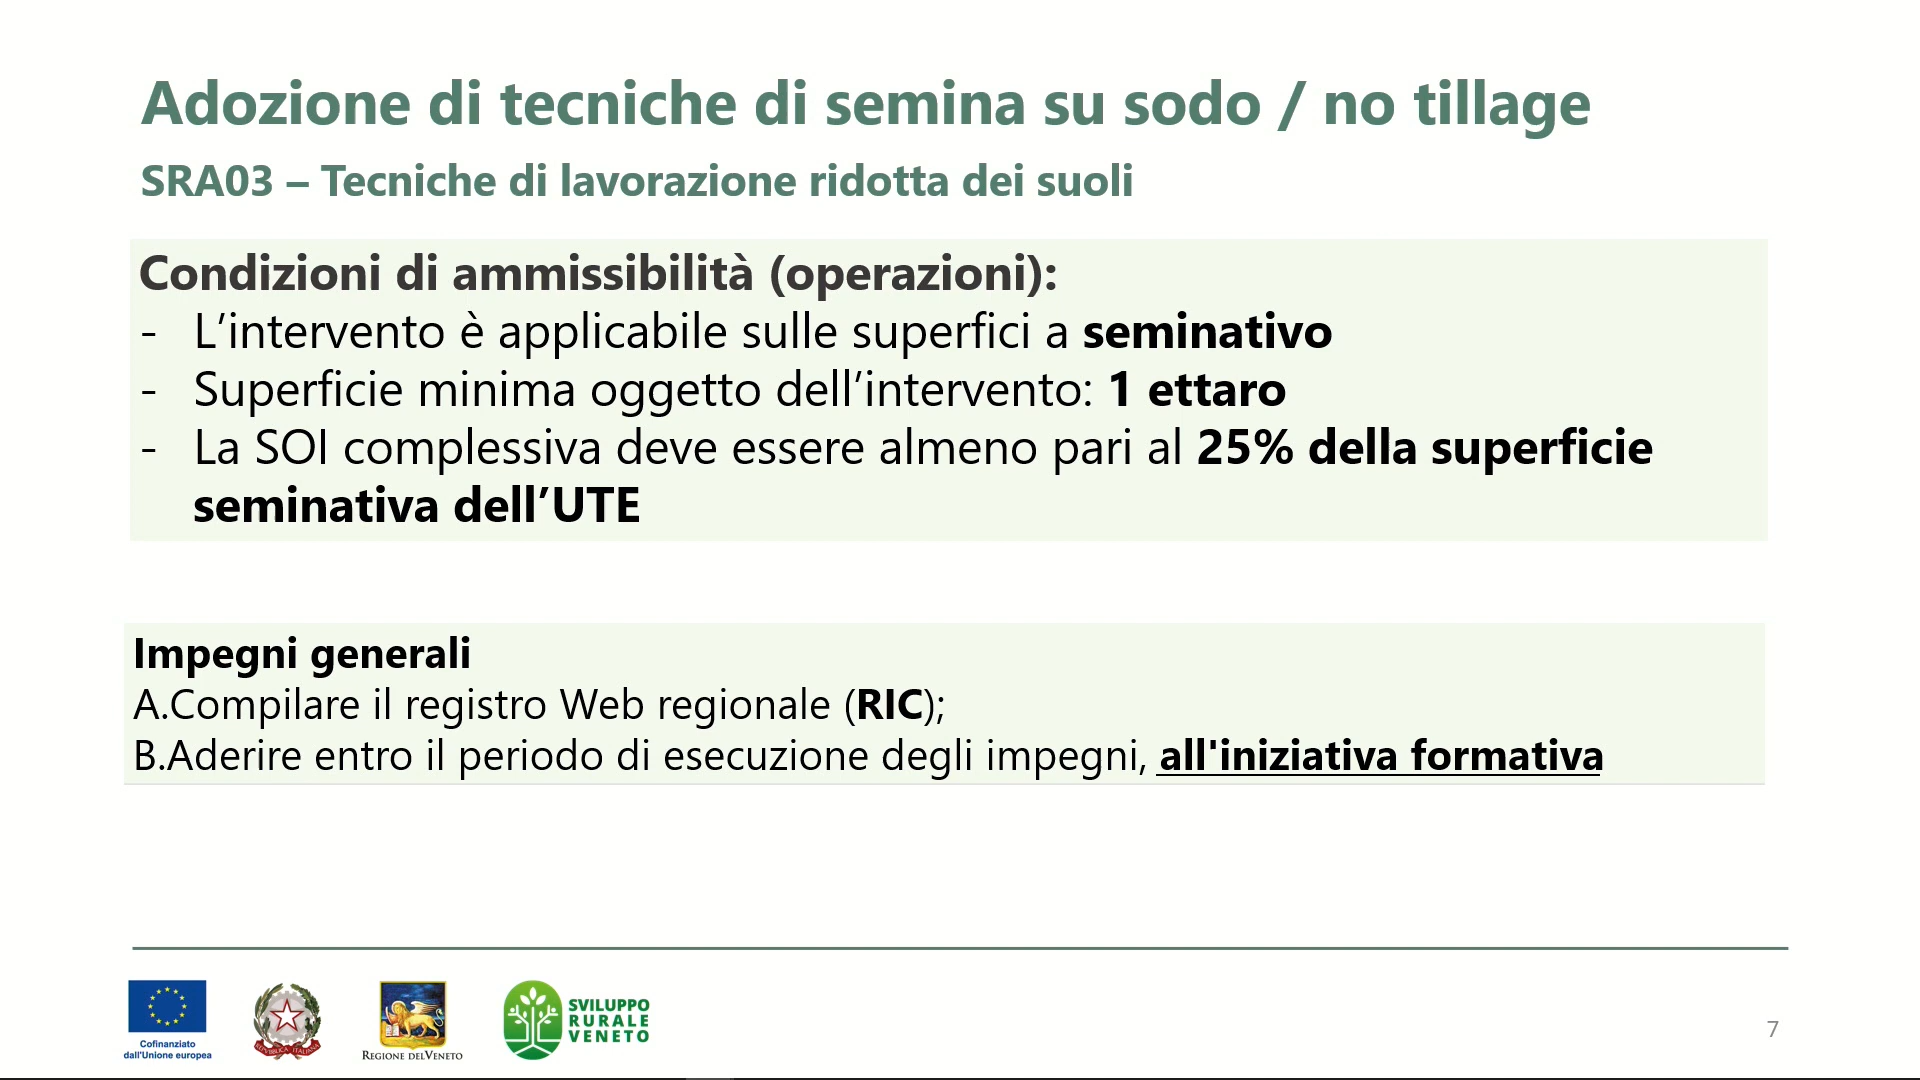 Adozione di tecniche di semina su sodo / no tillage
SRA03 – Tecniche di lavorazione ridotta dei suoli
Condizioni di ammissibilità (operazioni):
- L’intervento è applicabile sulle superfici a seminativo
- Superficie minima oggetto dell’intervento: 1 ettaro
- La SOI complessiva deve essere almeno pari al 25% della superficie
seminativa dell’UTE
Impegni generali
A.Compilare il registro Web regionale (RIC);
B.Aderire entro il periodo di esecuzione degli impegni, all'iniziativa formativa
Cofinanziato
dall'Unione europea
REGIONE DEL VENETO
SVILUPPO
RURALE
VENETO
7